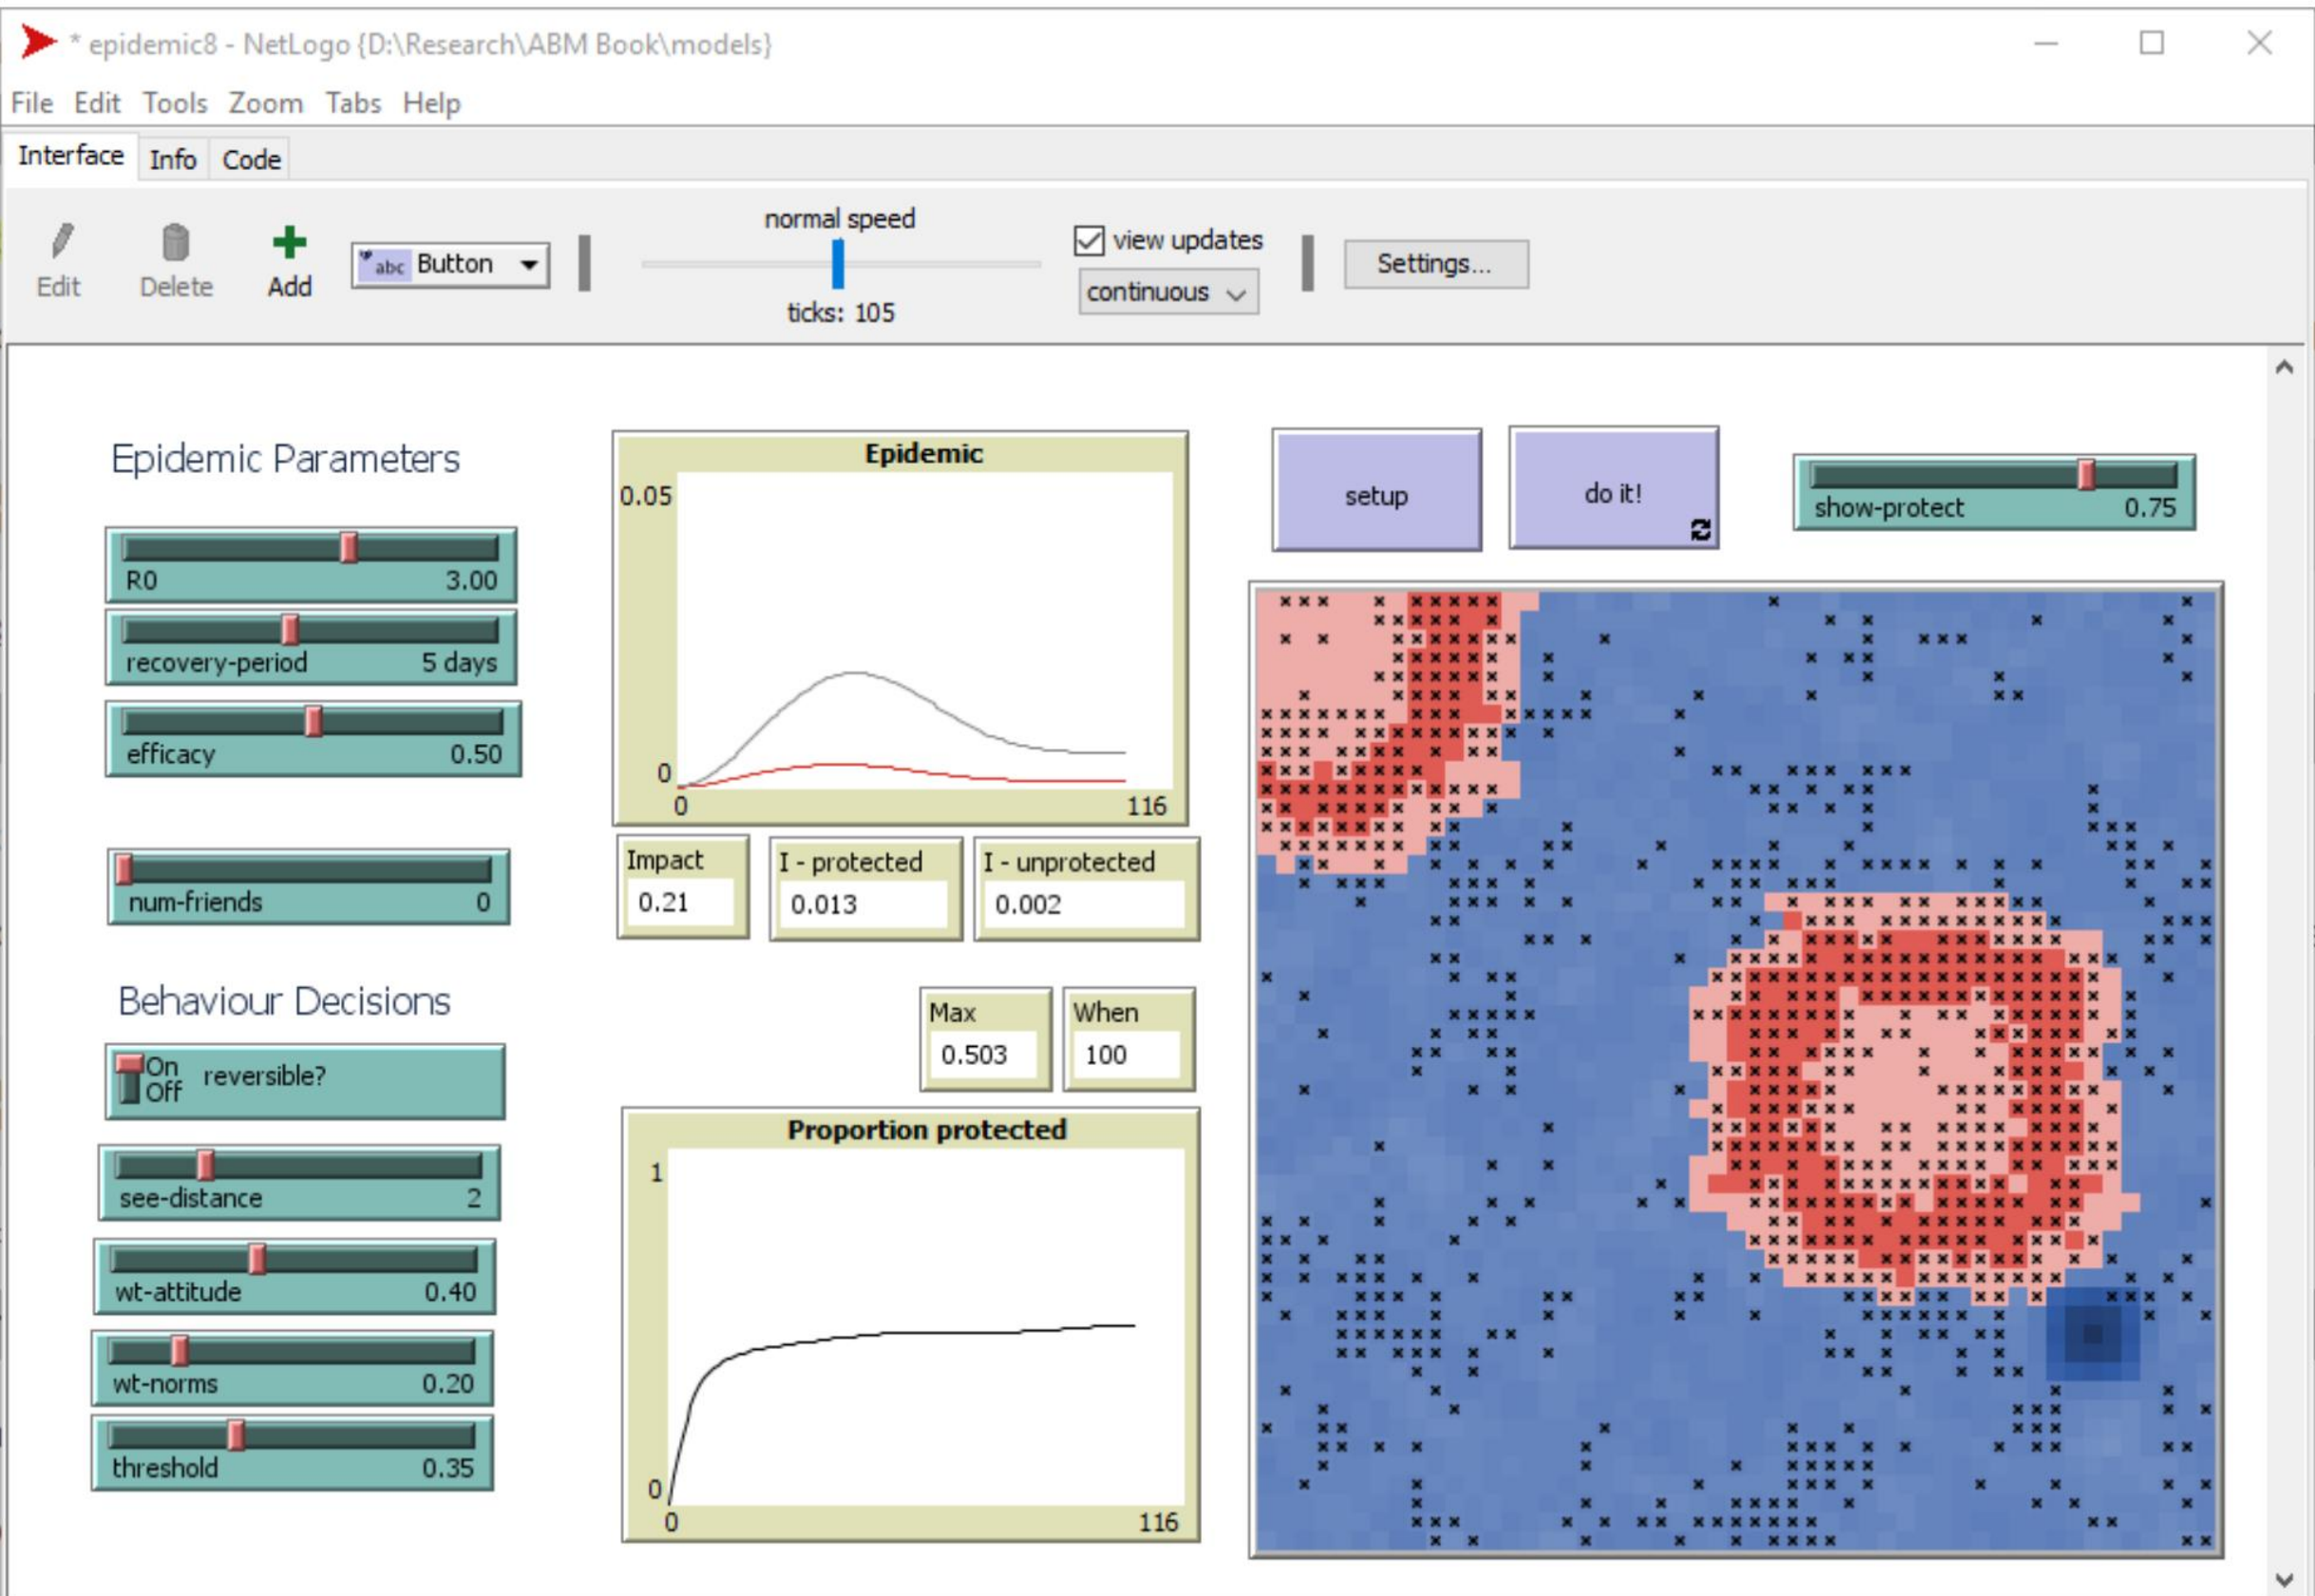 * epidemic8 - NetLogo {D:\Research\ABM Book\models}
File Edit Tools Zoom Tabs Help
Interface Info Code
Edit
Delete
Add
abc Button
normal speed
ticks: 105
view updates
continuous
Settings...
Epidemic Parameters
R0 3.00
recovery-period 5 days
efficacy 0.50
num-friends 0
Behaviour Decisions
On
Off
reversible?
see-distance 2
wt-attitude 0.40
wt-norms 0.20
threshold 0.35
Epidemic
0.05
0
0 116
Impact
0.21
I - protected
0.013
I - unprotected
0.002
Max
0.503
When
100
Proportion protected
1
0
0 116
setup
do it!
show-protect 0.75